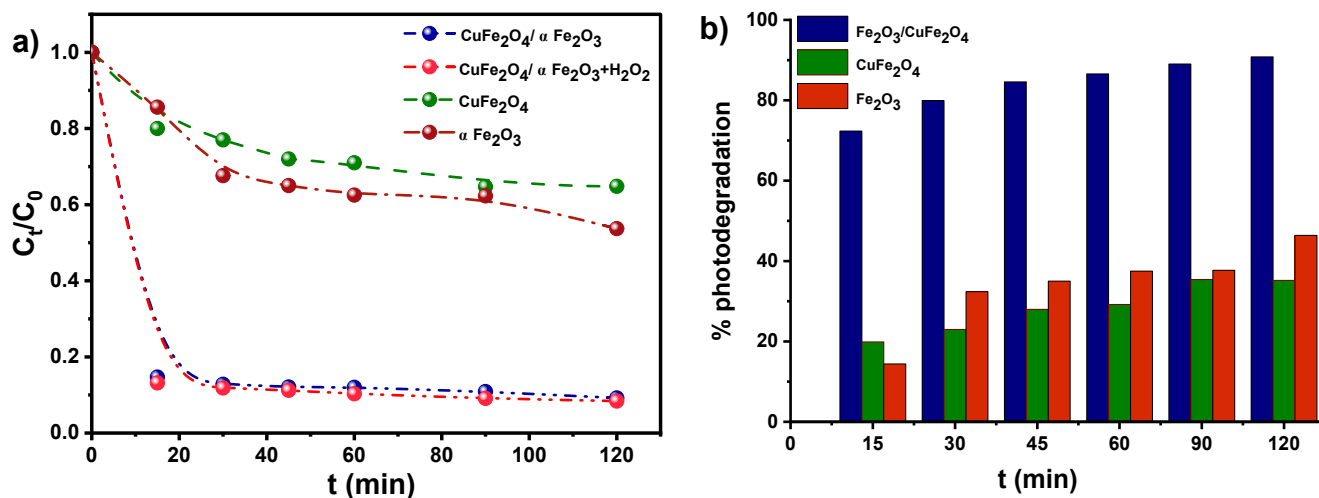 a)
CuFe₂O₄/ α Fe₂O₃
CuFe₂O₄/ α Fe₂O₃+H₂O₂
CuFe₂O₄
α Fe₂O₃
1.0
0.8
0.6
0.4
0.2
0.0
Cₜ/C₀
0 20 40 60 80 100 120
t (min)
b)
Fe₂O₃/CuFe₂O₄
CuFe₂O₄
Fe₂O₃
100
80
60
40
20
0
% photodegradation
0 15 30 45 60 90 120
t (min)